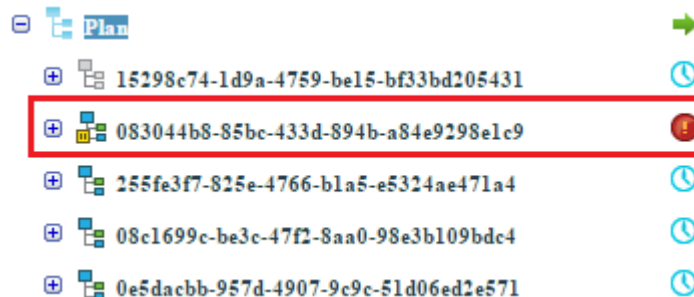 Plan
15298c74-1d9a-4759-be15-bf33bd205431
083044b8-85bc-433d-894b-a84e9298e1c9
255fe3f7-825e-4766-b1a5-e5324ae471a4
08c1699c-be3c-47f2-8aa0-98e3b109bdc4
0e5dacbb-957d-4907-9c9c-51d06ed2e571